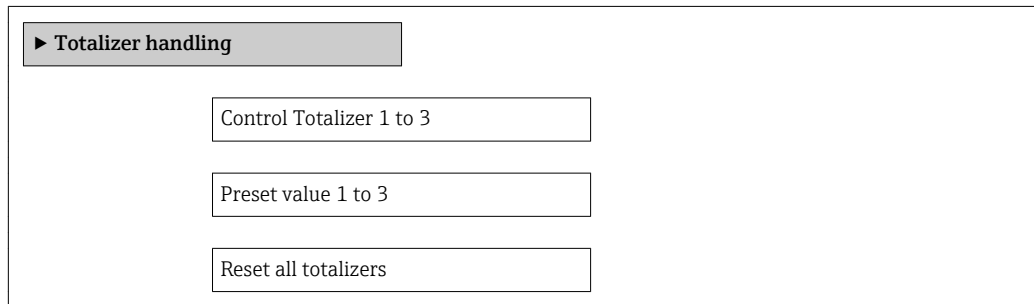 ▶ Totalizer handling
Control Totalizer 1 to 3
Preset value 1 to 3
Reset all totalizers